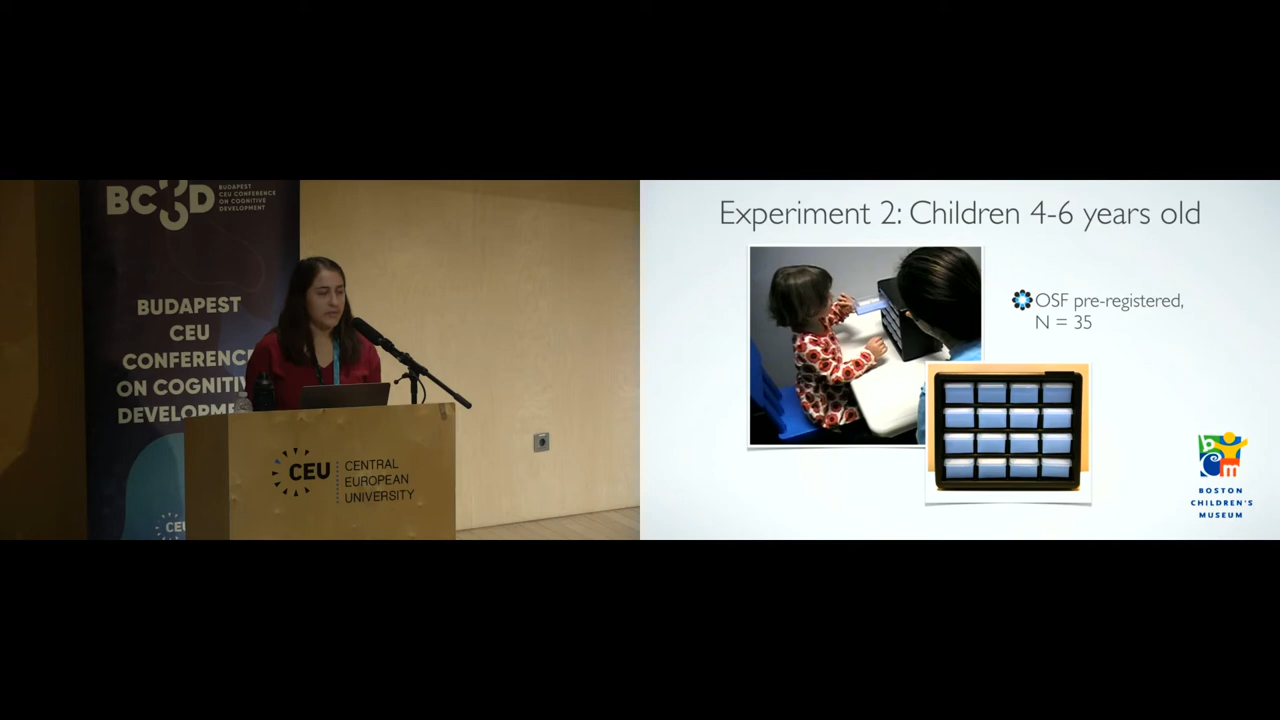 BCCCD
BUDAPEST
CEU CONFERENCE
ON COGNITIVE
DEVELOPMENT
BUDAPEST
CEU
CONFERENCE
ON COGNITIV
DEVELOPME
CEU
CEU
CENTRAL
EUROPEAN
UNIVERSITY
Experiment 2: Children 4-6 years old
OSF pre-registered,
N = 35
b c m
BOSTON
CHILDREN'S
MUSEUM